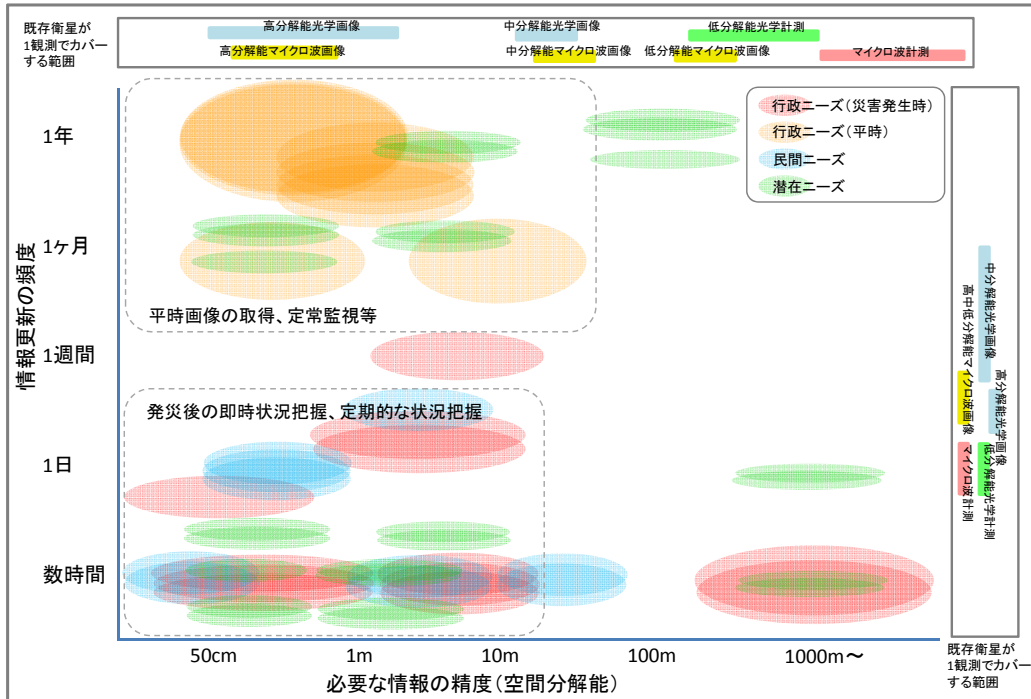 既存衛星が
1観測でカバー
する範囲
高分解能光学画像
中分解能光学画像
低分解能光学計測
高分解能マイクロ波画像
中分解能マイクロ波画像
低分解能マイクロ波画像
マイクロ波計測
行政ニーズ(災害発生時)
行政ニーズ(平時)
民間ニーズ
潜在ニーズ
情報更新の頻度
1年
1ヶ月
1週間
1日
数時間
平時画像の取得、定常監視等
発災後の即時状況把握、定期的な状況把握
中分解能光学画像
高中低分解能マイクロ波画像
高分解能光学画像
低分解能光学計測
マイクロ波計測
50cm
1m
10m
100m
1000m~
必要な情報の精度(空間分解能)
既存衛星が
1観測でカバー
する範囲